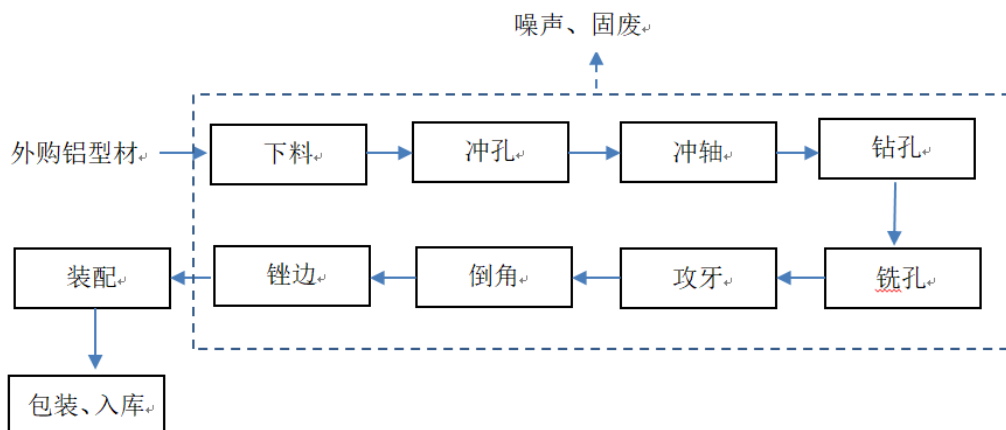 噪声、固废
外购铝型材
下料
冲孔
冲轴
钻孔
铣孔
攻牙
倒角
锉边
装配
包装、入库